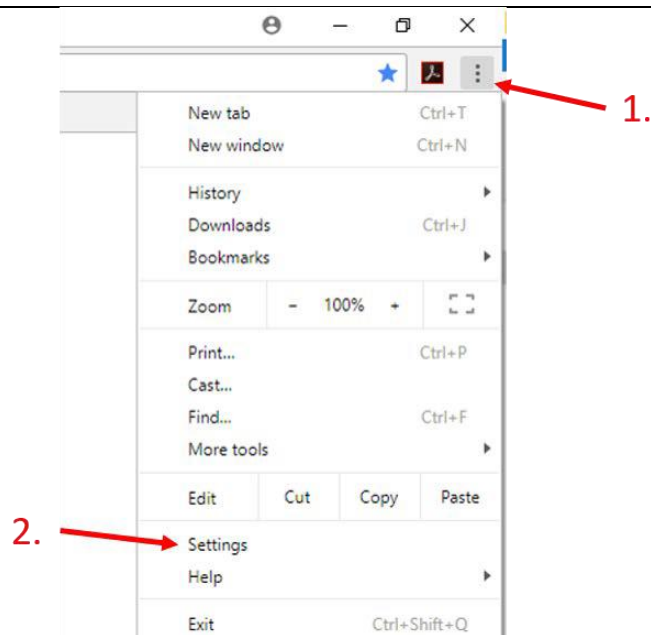 1.
New tab Ctrl+T
New window Ctrl+N
History
Downloads Ctrl+J
Bookmarks
Zoom - 100% +
Print... Ctrl+P
Cast...
Find... Ctrl+F
More tools
Edit Cut Copy Paste
2.
Settings
Help
Exit Ctrl+Shift+Q